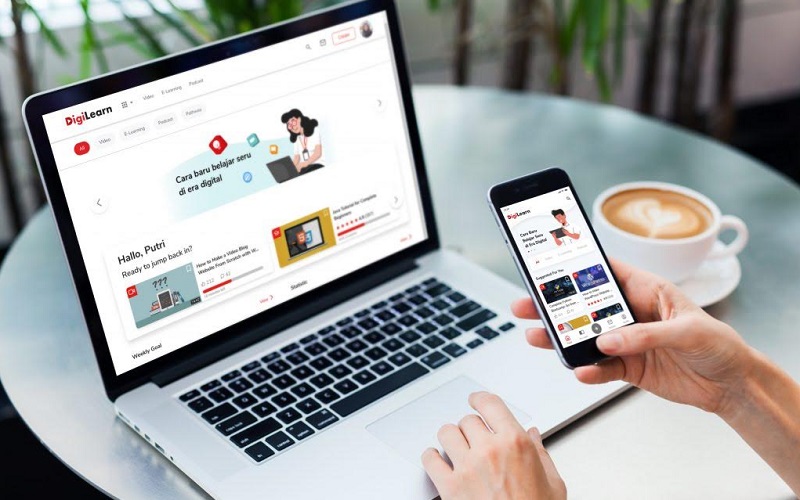 DigiLearn
Video
E-Learning
Podcast
All
Video
E-Learning
Podcast
Cara baru belajar seru
di era digital
Hallo, Putri
Ready to jump back in?
How to Make a Video Blog
Website From Scratch with W...
Java Tutorial for Complete
Beginners
View
View
Statistic
Weekly Goal
DigiLearn
Cara Baru
Belajar Seru
Di Era Digital
Suggested For You